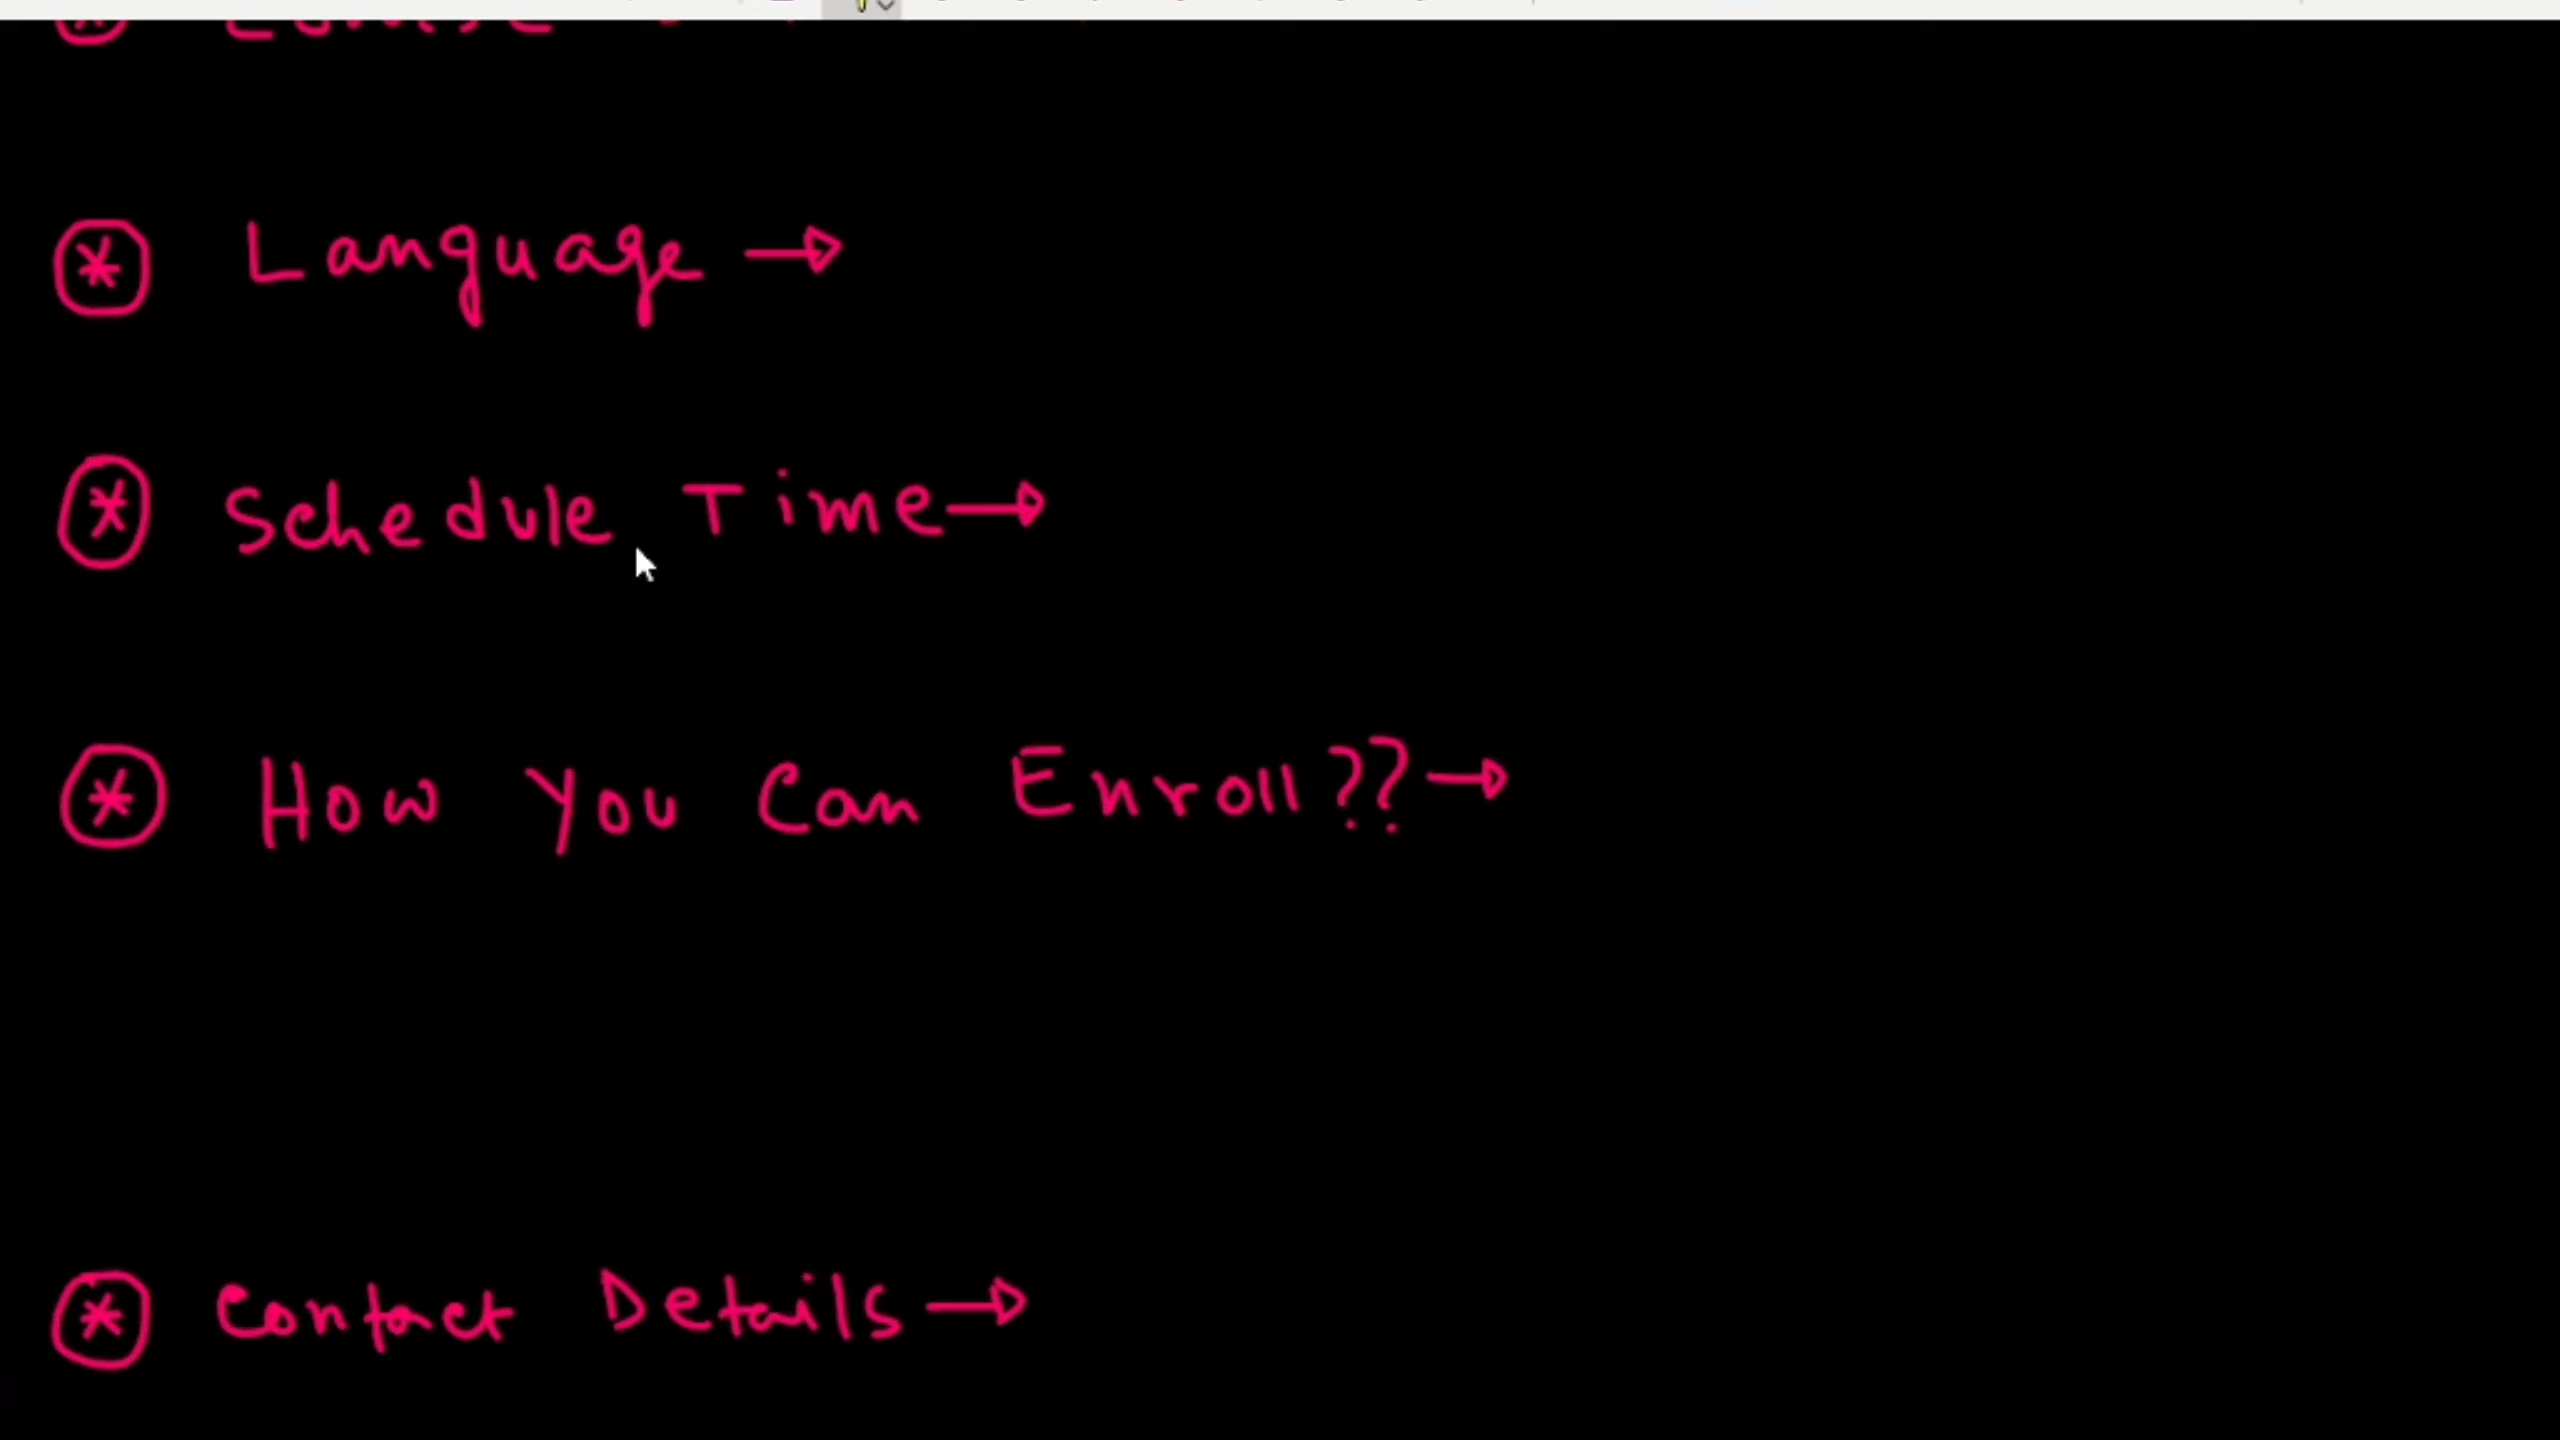 * Language →
* Schedule Time →
* How You Can Enroll?? →
* Contact Details →